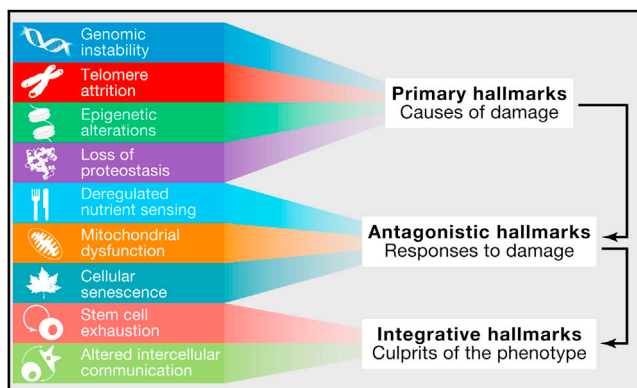 Genomic
instability
Telomere
attrition
Epigenetic
alterations
Loss of
proteostasis
Deregulated
nutrient sensing
Mitochondrial
dysfunction
Cellular
senescence
Stem cell
exhaustion
Altered intercellular
communication
Primary hallmarks
Causes of damage
Antagonistic hallmarks
Responses to damage
Integrative hallmarks
Culprits of the phenotype